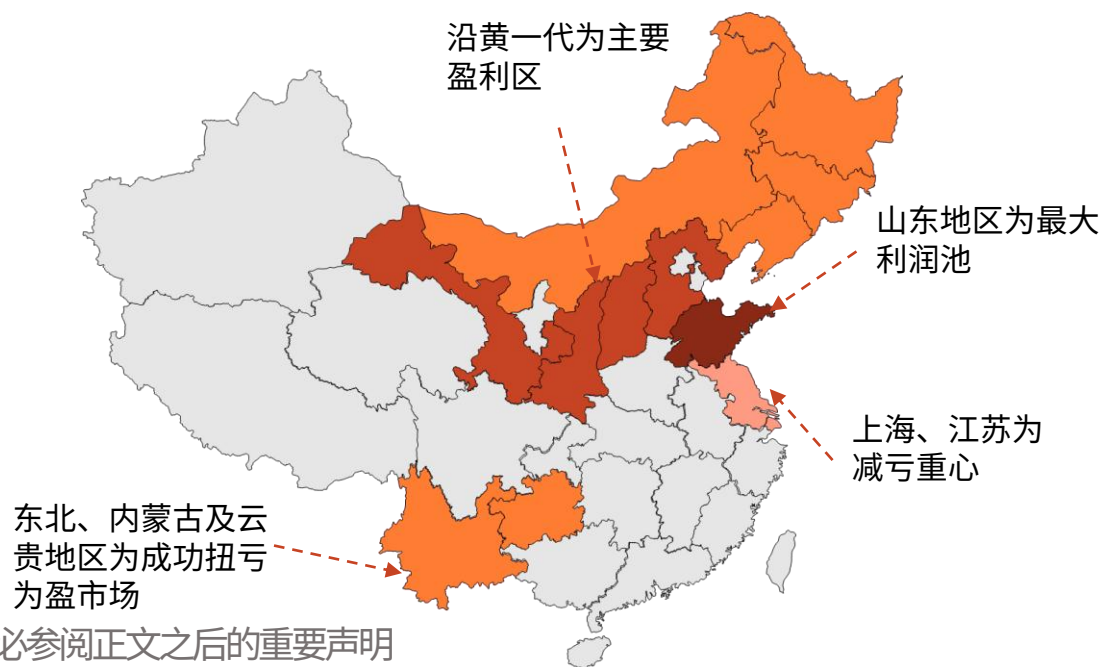 沿黄一代为主要
盈利区
山东地区为最大
利润池
上海、江苏为
减亏重心
东北、内蒙古及云
贵地区为成功扭亏
为盈市场
必参阅正文之后的重要声明